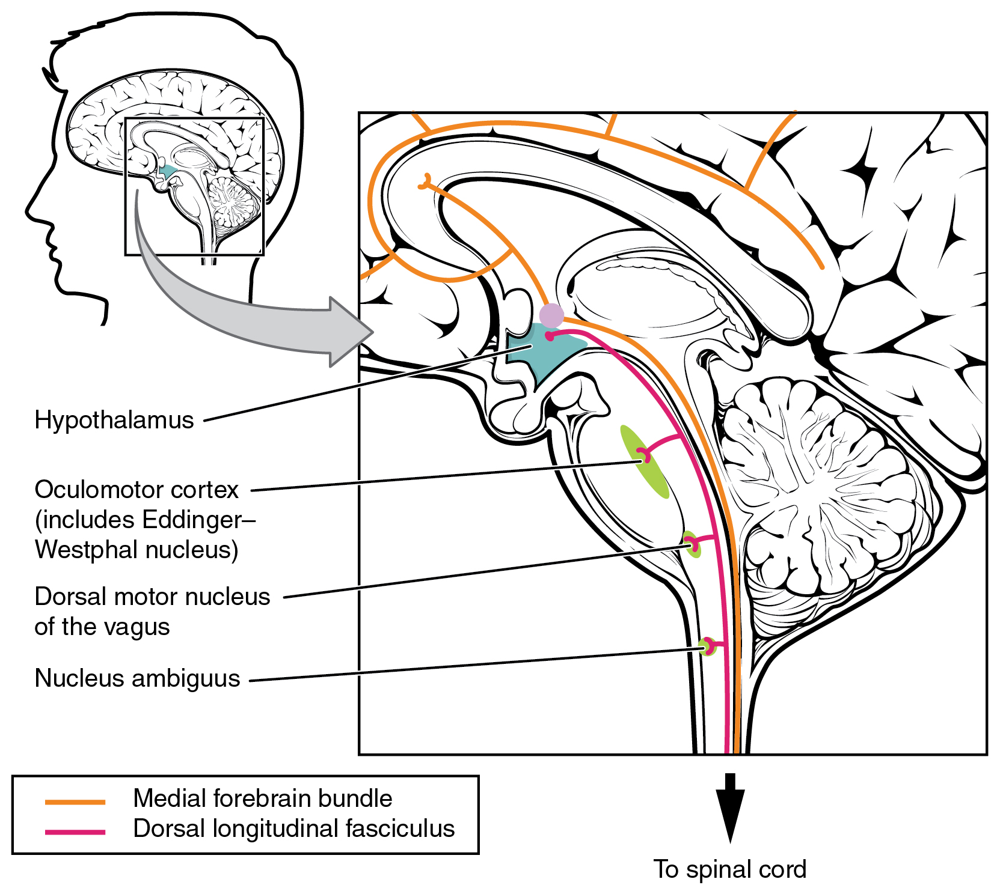 Hypothalamus
Oculomotor cortex
(includes Eddinger–
Westphal nucleus)
Dorsal motor nucleus
of the vagus
Nucleus ambiguus
Medial forebrain bundle
Dorsal longitudinal fasciculus
To spinal cord